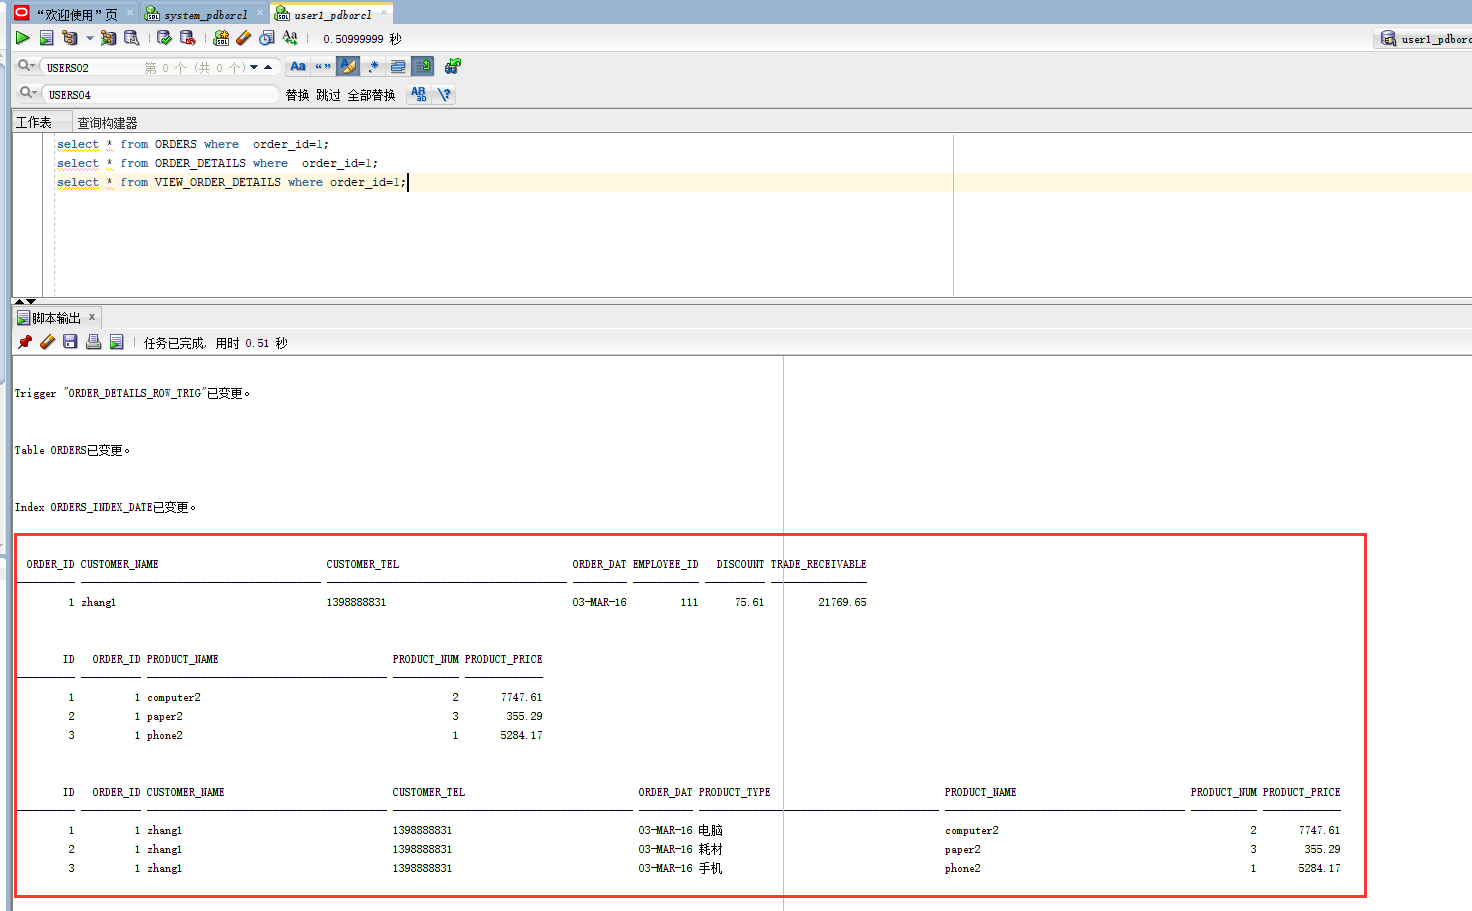 “欢迎使用”页 × system_pdborcl × user1_pdborcl ×
0.50999999 秒 user1_pdborc
USERS02 第 0 个 (共 0 个)
USERS04 替换 跳过 全部替换
工作表 查询构建器
select * from ORDERS where  order_id=1;
select * from ORDER_DETAILS where  order_id=1;
select * from VIEW_ORDER_DETAILS where order_id=1;
脚本输出 ×
任务已完成, 用时 0.51 秒
Trigger "ORDER_DETAILS_ROW_TRIG"已变更。
Table ORDERS已变更。
Index ORDERS_INDEX_DATE已变更。
ORDER_ID CUSTOMER_NAME CUSTOMER_TEL ORDER_DAT EMPLOYEE_ID DISCOUNT TRADE_RECEIVABLE
1 zhang1 1398888831 03-MAR-16 111 75.61 21769.65
ID ORDER_ID PRODUCT_NAME PRODUCT_NUM PRODUCT_PRICE
1 1 computer2 2 7747.61
2 1 paper2 3 355.29
3 1 phone2 1 5284.17
ID ORDER_ID CUSTOMER_NAME CUSTOMER_TEL ORDER_DAT PRODUCT_TYPE PRODUCT_NAME PRODUCT_NUM PRODUCT_PRICE
1 1 zhang1 1398888831 03-MAR-16 电脑 computer2 2 7747.61
2 1 zhang1 1398888831 03-MAR-16 耗材 paper2 3 355.29
3 1 zhang1 1398888831 03-MAR-16 手机 phone2 1 5284.17